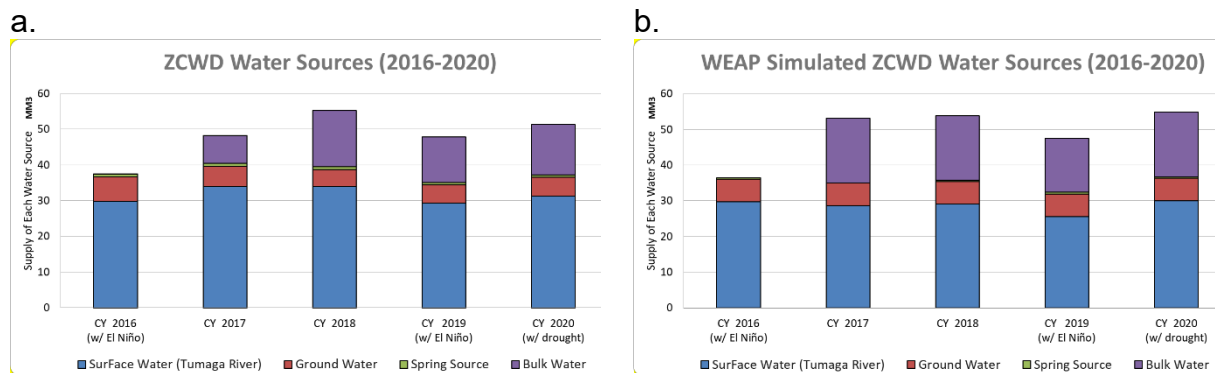 a.
ZCWD Water Sources (2016-2020)
Supply of Each Water Source MM3
60
50
40
30
20
10
0
CY 2016 CY 2017 CY 2018 CY 2019 CY 2020
(w/ El Niño) (w/ El Niño) (w/ drought)
SurFace Water (Tumaga River) Ground Water Spring Source Bulk Water
b.
WEAP Simulated ZCWD Water Sources (2016-2020)
Supply of Each Water Source MM3
60
50
40
30
20
10
0
CY 2016 CY 2017 CY 2018 CY 2019 CY 2020
(w/ El Niño) (w/ El Niño) (w/ drought)
SurFace Water (Tumaga River) Ground Water Spring Source Bulk Water